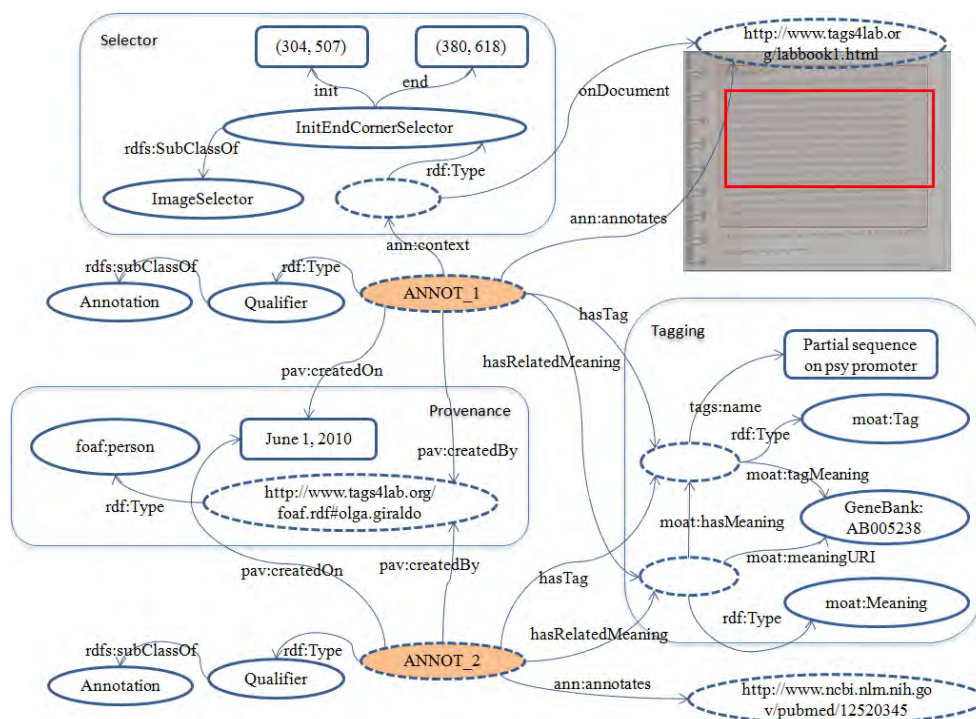 Selector
(304, 507)
(380, 618)
http://www.tags4lab.or
g/labbook1.html
init
end
onDocument
InitEndCornerSelector
rdfs:SubClassOf
rdf:Type
ImageSelector
ann:annotates
ann:context
rdfs:subClassOf
rdf:Type
Annotation
Qualifier
ANNOT_1
hasTag
Tagging
hasRelatedMeaning
Partial sequence
on psy promoter
pav:createdOn
Provenance
tags:name
moat:Tag
rdf:Type
foaf:person
June 1, 2010
pav:createdBy
moat:tagMeaning
rdf:Type
http://www.tags4lab.org/
foaf.rdf#olga.giraldo
GeneBank:
AB005238
moat:hasMeaning
moat:meaningURI
pav:createdOn
pav:createdBy
hasTag
moat:Meaning
rdf:Type
hasRelatedMeaning
rdfs:subClassOf
rdf:Type
Annotation
Qualifier
ANNOT_2
ann:annotates
http://www.ncbi.nlm.nih.go
v/pubmed/12520345